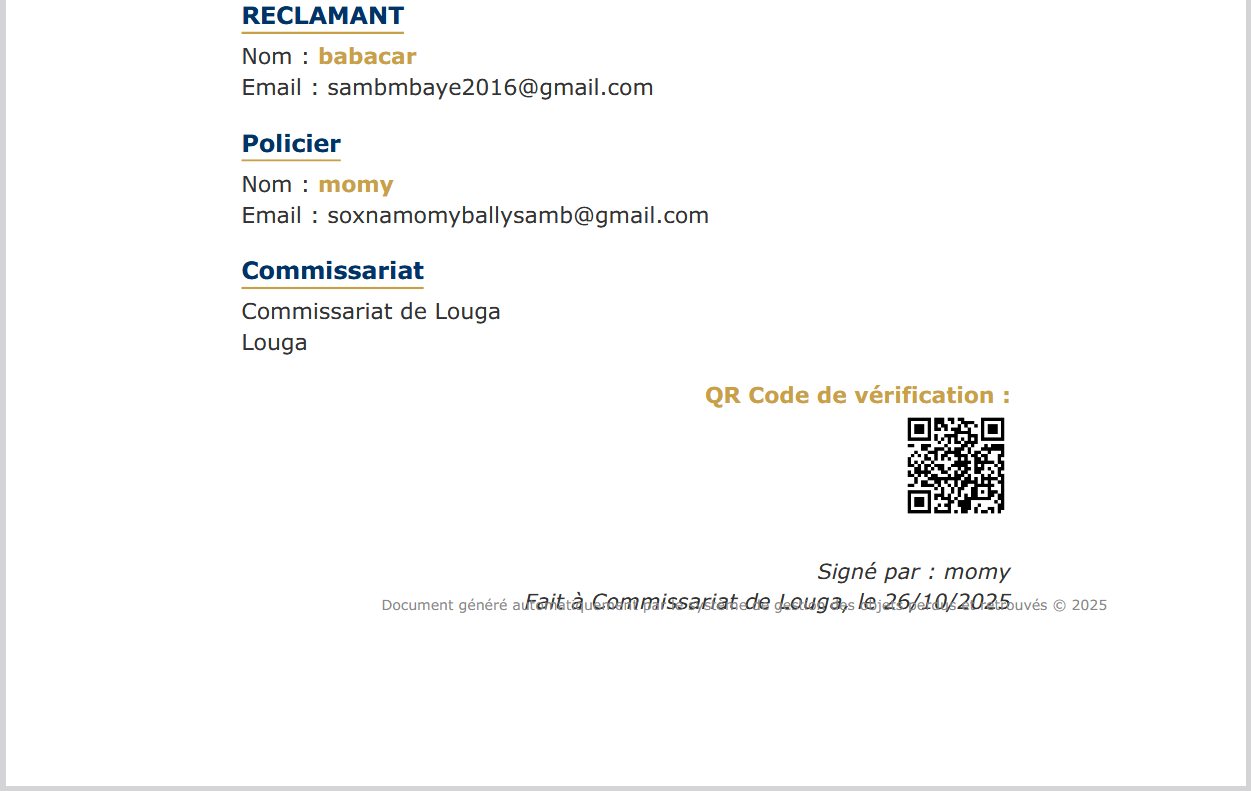 RECLAMANT
Nom : babacar
Email : sambmbaye2016@gmail.com
Policier
Nom : momy
Email : soxnamomyballysamb@gmail.com
Commissariat
Commissariat de Louga
Louga
QR Code de vérification :
Signé par : momy
Fait à Commissariat de Louga, le 26/10/2025
Document généré automatiquement par le système de gestion des objets perdus et retrouvés © 2025